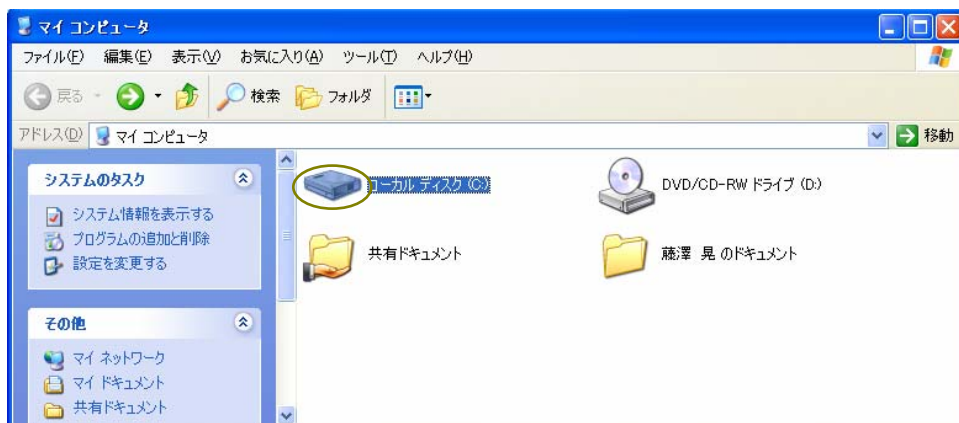 マイ コンピュータ
ファイル(F) 編集(E) 表示(V) お気に入り(A) ツール(T) ヘルプ(H)
戻る 検索 フォルダ
アドレス(D) マイ コンピュータ 移動
システムのタスク
システム情報を表示する
プログラムの追加と削除
設定を変更する
その他
マイ ネットワーク
マイ ドキュメント
共有ドキュメント
ローカル ディスク (C:)
DVD/CD-RW ドライブ (D:)
共有ドキュメント
藤澤 晃 のドキュメント